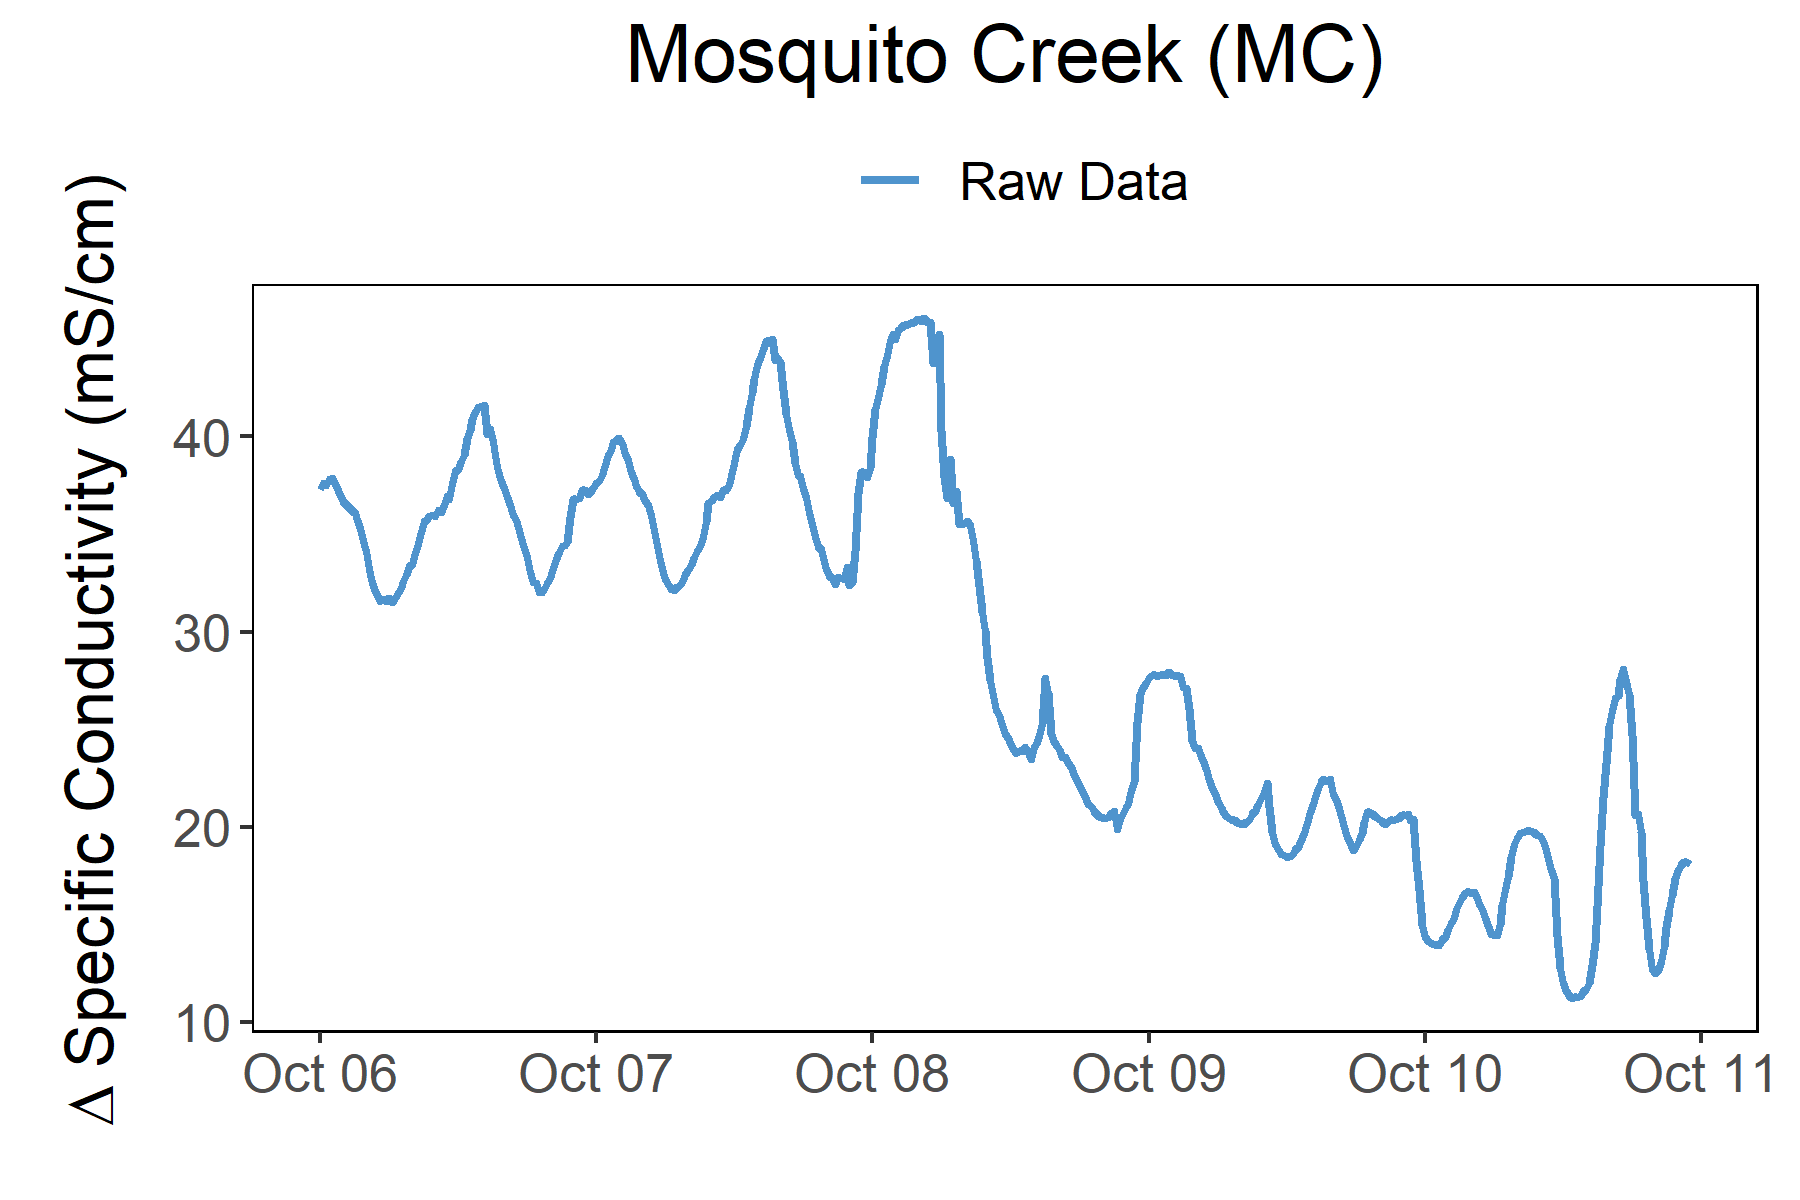 Mosquito Creek (MC)
Raw Data
Δ Specific Conductivity (mS/cm)
40
30
20
10
Oct 06
Oct 07
Oct 08
Oct 09
Oct 10
Oct 11